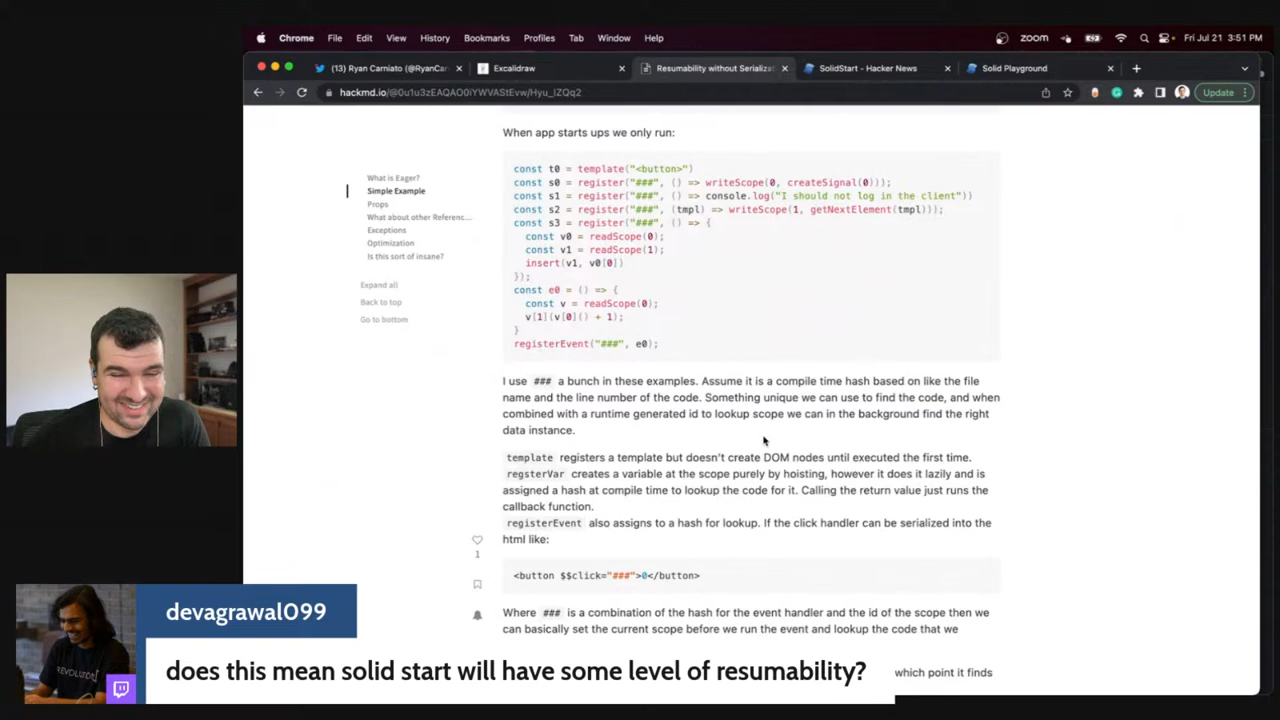 Chrome File Edit View History Bookmarks Profiles Tab Window Help
zoom Fri Jul 21 3:51 PM
(13) Ryan Carniato (@RyanCar
Excalidraw
Resumability without Serializatio
SolidStart - Hacker News
Solid Playground
hackmd.io/@0u1u3zEAQAO0iYWVAStEvw/Hyu_IZQq2
Update
What is Eager?
Simple Example
Props
What about other Referenc...
Exceptions
Optimization
Is this sort of insane?
Expand all
Back to top
Go to bottom
1
When app starts ups we only run:
const t0 = template("<button>")
const s0 = register("###", () => writeScope(0, createSignal(0)));
const s1 = register("###", () => console.log("I should not log in the client"))
const s2 = register("###", (tmpl) => writeScope(1, getNextElement(tmpl)));
const s3 = register("###", () => {
const v0 = readScope(0);
const v1 = readScope(1);
insert(v1, v0[0])
});
const e0 = () => {
const v = readScope(0);
v[1](v[0]() + 1);
}
registerEvent("###", e0);
I use ### a bunch in these examples. Assume it is a compile time hash based on like the file
name and the line number of the code. Something unique we can use to find the code, and when
combined with a runtime generated id to lookup scope we can in the background find the right
data instance.
template registers a template but doesn't create DOM nodes until executed the first time.
regsterVar creates a variable at the scope purely by hoisting, however it does it lazily and is
assigned a hash at compile time to lookup the code for it. Calling the return value just runs the
callback function.
registerEvent also assigns to a hash for lookup. If the click handler can be serialized into the
html like:
<button $$click="###">0</button>
Where ### is a combination of the hash for the event handler and the id of the scope then we
can basically set the current scope before we run the event and lookup the code that we
which point it finds
devagrawal099
does this mean solid start will have some level of resumability?
REVOLUTION